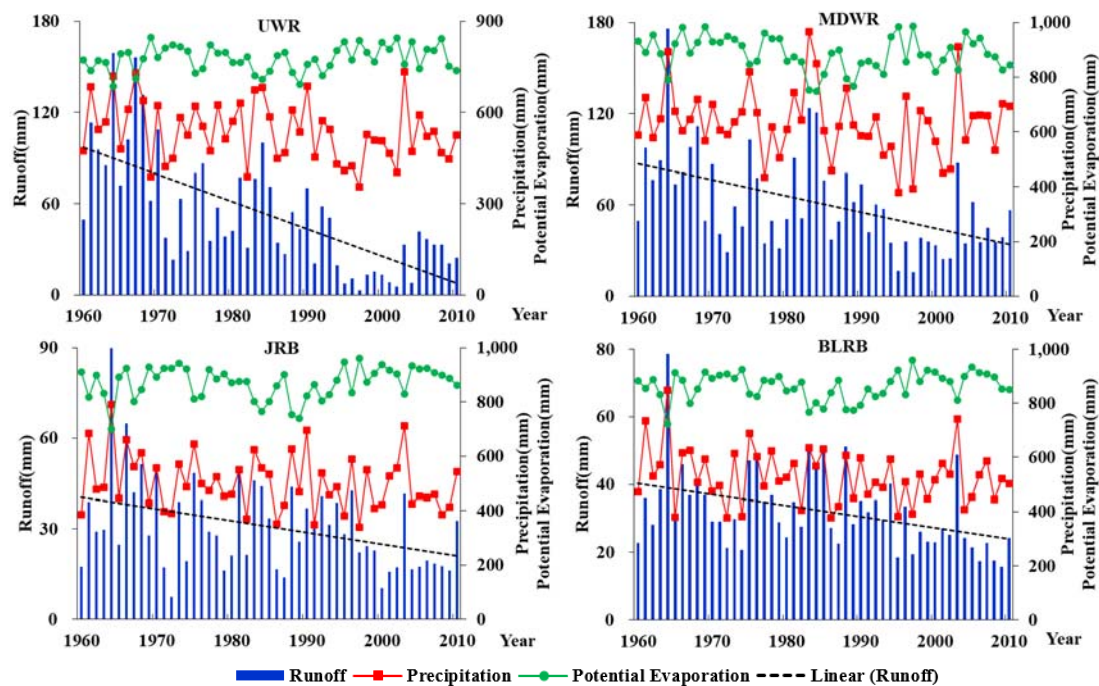 UWR
180
120
60
0
Runoff(mm)
900
600
300
0
Precipitation(mm)
Potential Evaporation(mm)
1960 1970 1980 1990 2000 2010 Year
MDWR
180
120
60
0
Runoff(mm)
1,000
800
600
400
200
0
Precipitation(mm)
Potential Evaporation(mm)
1960 1970 1980 1990 2000 2010 Year
JRB
90
60
30
0
Runoff(mm)
1,000
800
600
400
200
0
Precipitation(mm)
Potential Evaporation(mm)
1960 1970 1980 1990 2000 2010 Year
BLRB
80
60
40
20
0
Runoff(mm)
1,000
800
600
400
200
0
Precipitation(mm)
Potential Evaporation(mm)
1960 1970 1980 1990 2000 2010 Year
Runoff Precipitation Potential Evaporation Linear (Runoff)